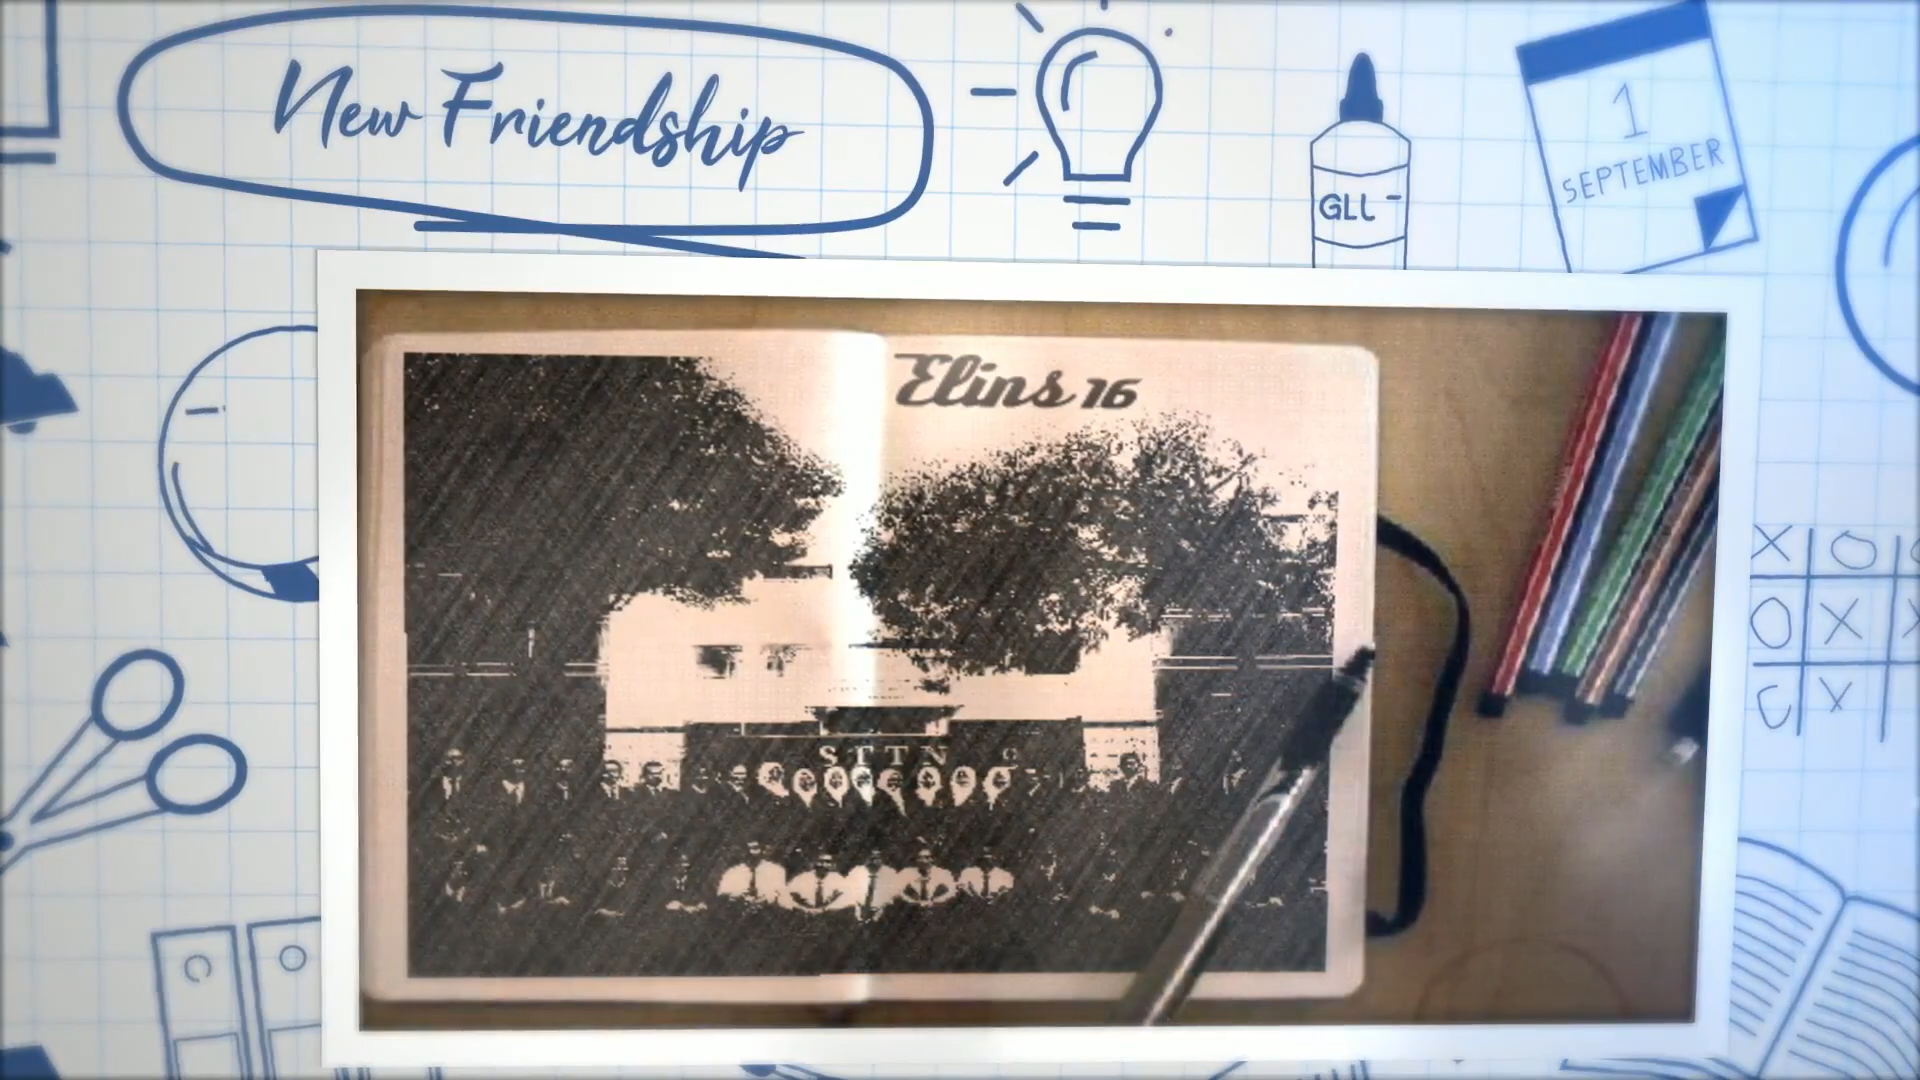 New Friendship
GLL
1
SEPTEMBER
Elins 16
X O
O X
X
STTN